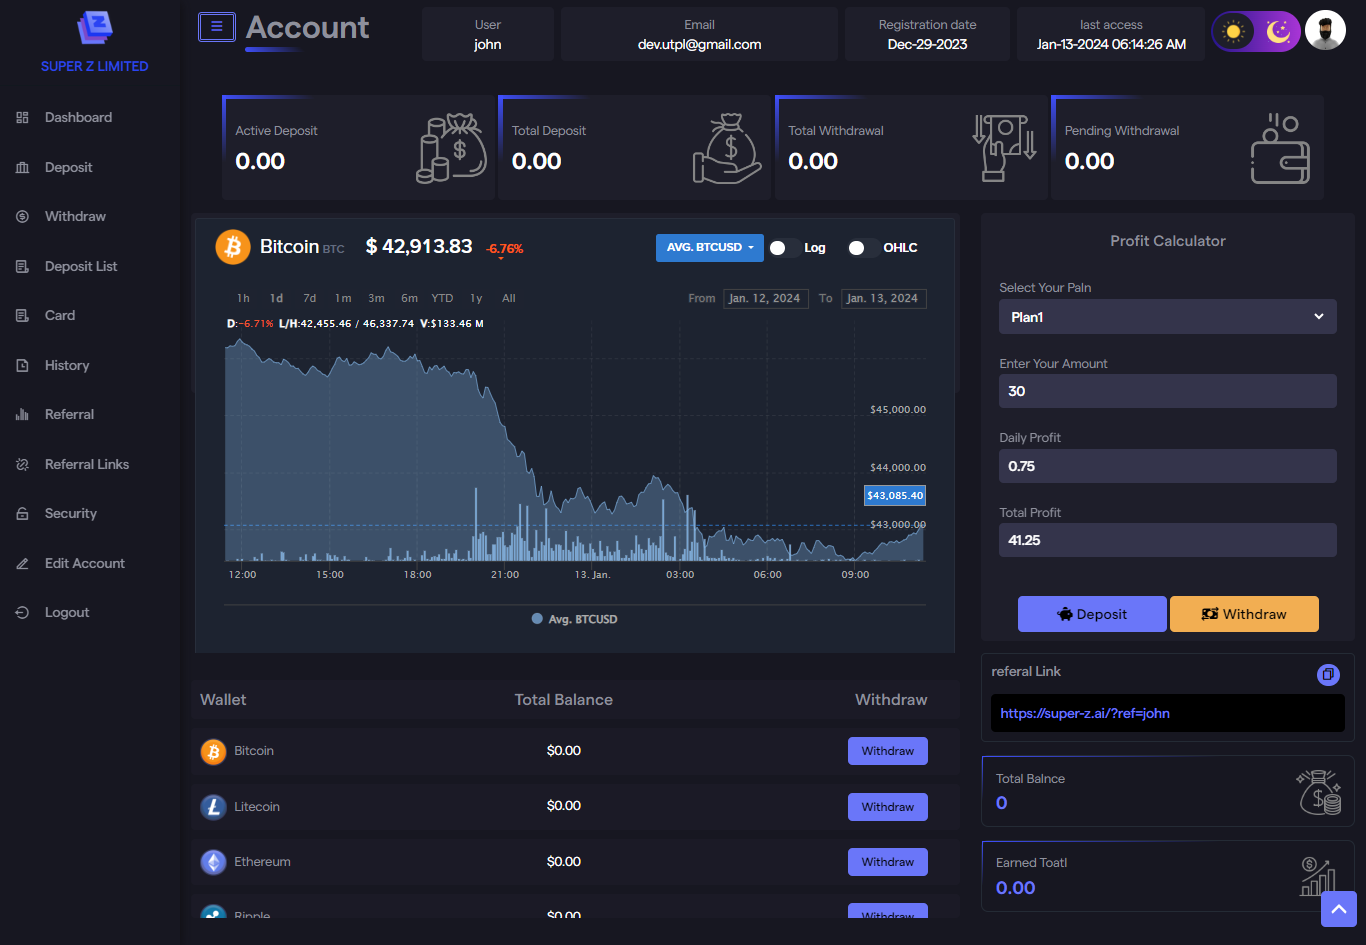 SUPER Z LIMITED
Dashboard
Deposit
Withdraw
Deposit List
Card
History
Referral
Referral Links
Security
Edit Account
Logout
Account
User
john
Email
dev.utpl@gmail.com
Registration date
Dec-29-2023
last access
Jan-13-2024 06:14:26 AM
Active Deposit
0.00
Total Deposit
0.00
Total Withdrawal
0.00
Pending Withdrawal
0.00
Bitcoin BTC $ 42,913.83 -6.76%
AVG. BTCUSD Log OHLC
1h 1d 7d 1m 3m 6m YTD 1y All
From Jan. 12, 2024 To Jan. 13, 2024
D:-6.71% L/H:42,455.46 / 46,337.74 V:$133.46 M
$45,000.00
$44,000.00
$43,085.40
$43,000.00
12:00 15:00 18:00 21:00 13. Jan. 03:00 06:00 09:00
Avg. BTCUSD
Profit Calculator
Select Your Paln
Plan1
Enter Your Amount
30
Daily Profit
0.75
Total Profit
41.25
Deposit Withdraw
referal Link
https://super-z.ai/?ref=john
Total Balnce
0
Earned Toatl
0.00
Wallet Total Balance Withdraw
Bitcoin $0.00 Withdraw
Litecoin $0.00 Withdraw
Ethereum $0.00 Withdraw
Ripple $0.00 Withdraw